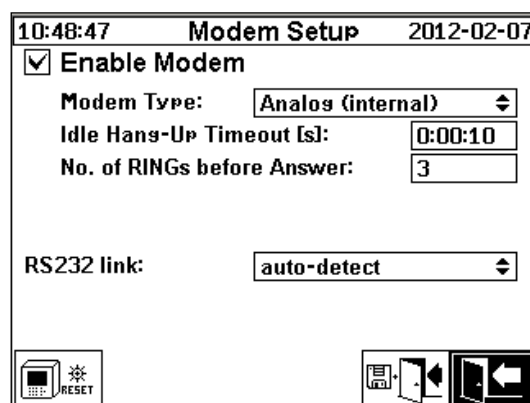 10:48:47 Modem Setup 2012-02-07
Enable Modem
Modem Type: Analog (internal)
Idle Hang-Up Timeout [s]: 0:00:10
No. of RINGs before Answer: 3
RS232 link: auto-detect
RESET